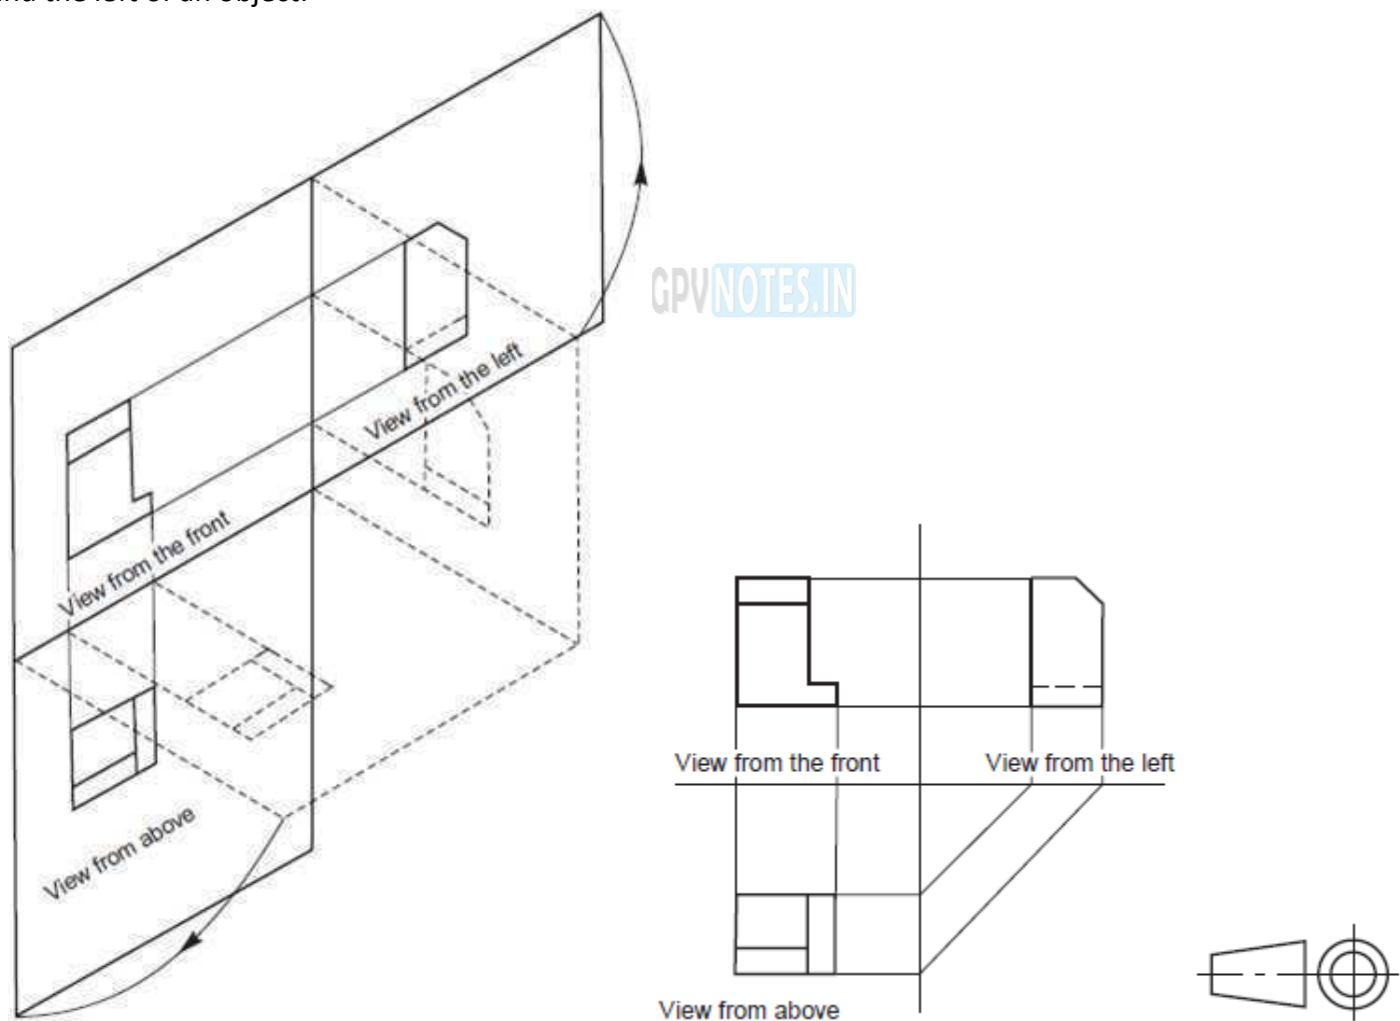 and the left of an object.
GPVNOTES.IN
View from the left
View from the front
View from above
View from the front
View from the left
View from above